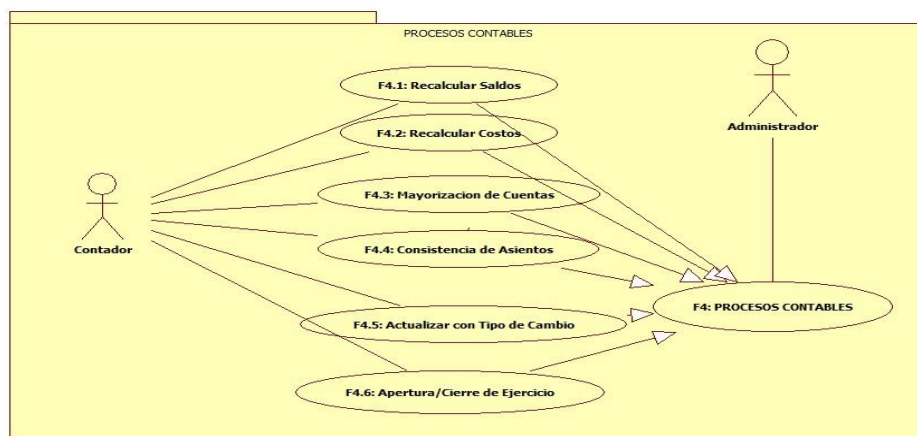 PROCESOS CONTABLES
F4.1: Recalcular Saldos
Administrador
F4.2: Recalcular Costos
F4.3: Mayorizacion de Cuentas
Contador
F4.4: Consistencia de Asientos
F4: PROCESOS CONTABLES
F4.5: Actualizar con Tipo de Cambio
F4.6: Apertura/Cierre de Ejercicio